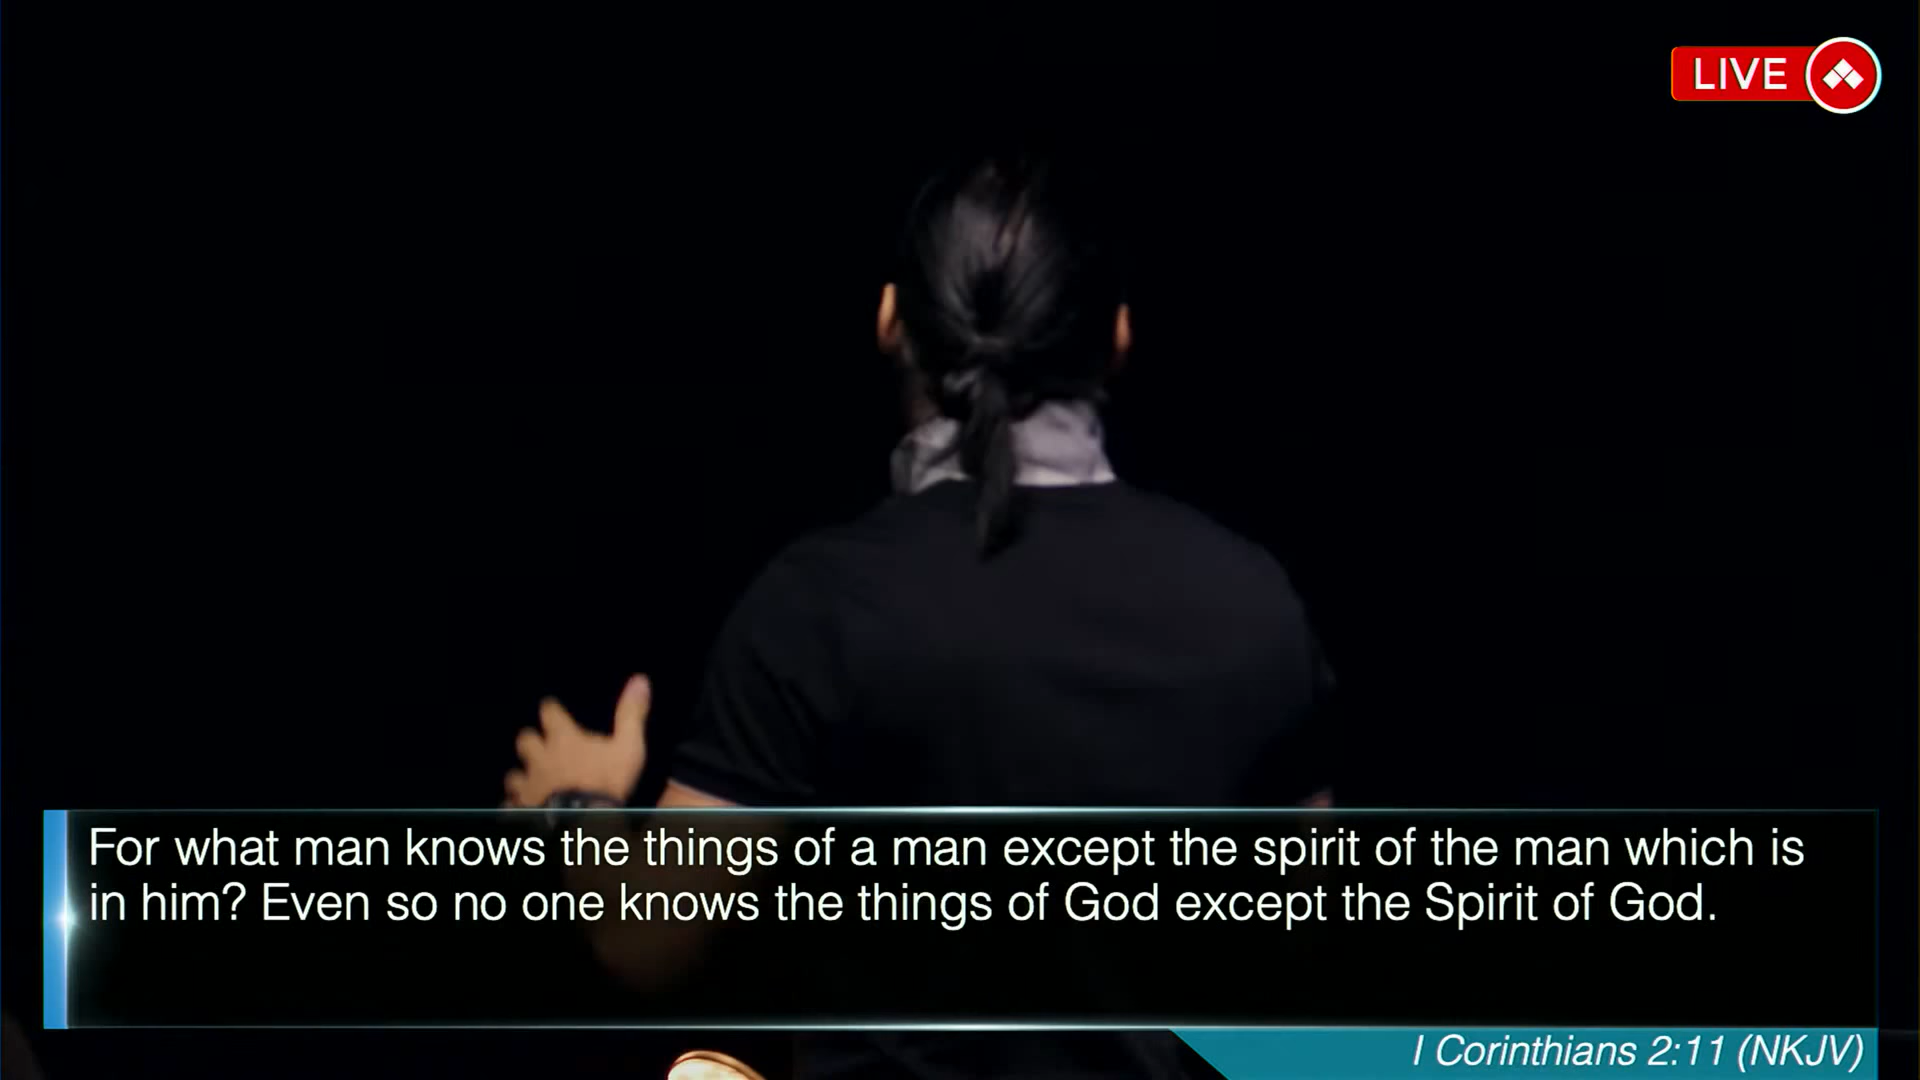 LIVE
For what man knows the things of a man except the spirit of the man which is
in him? Even so no one knows the things of God except the Spirit of God.
I Corinthians 2:11 (NKJV)